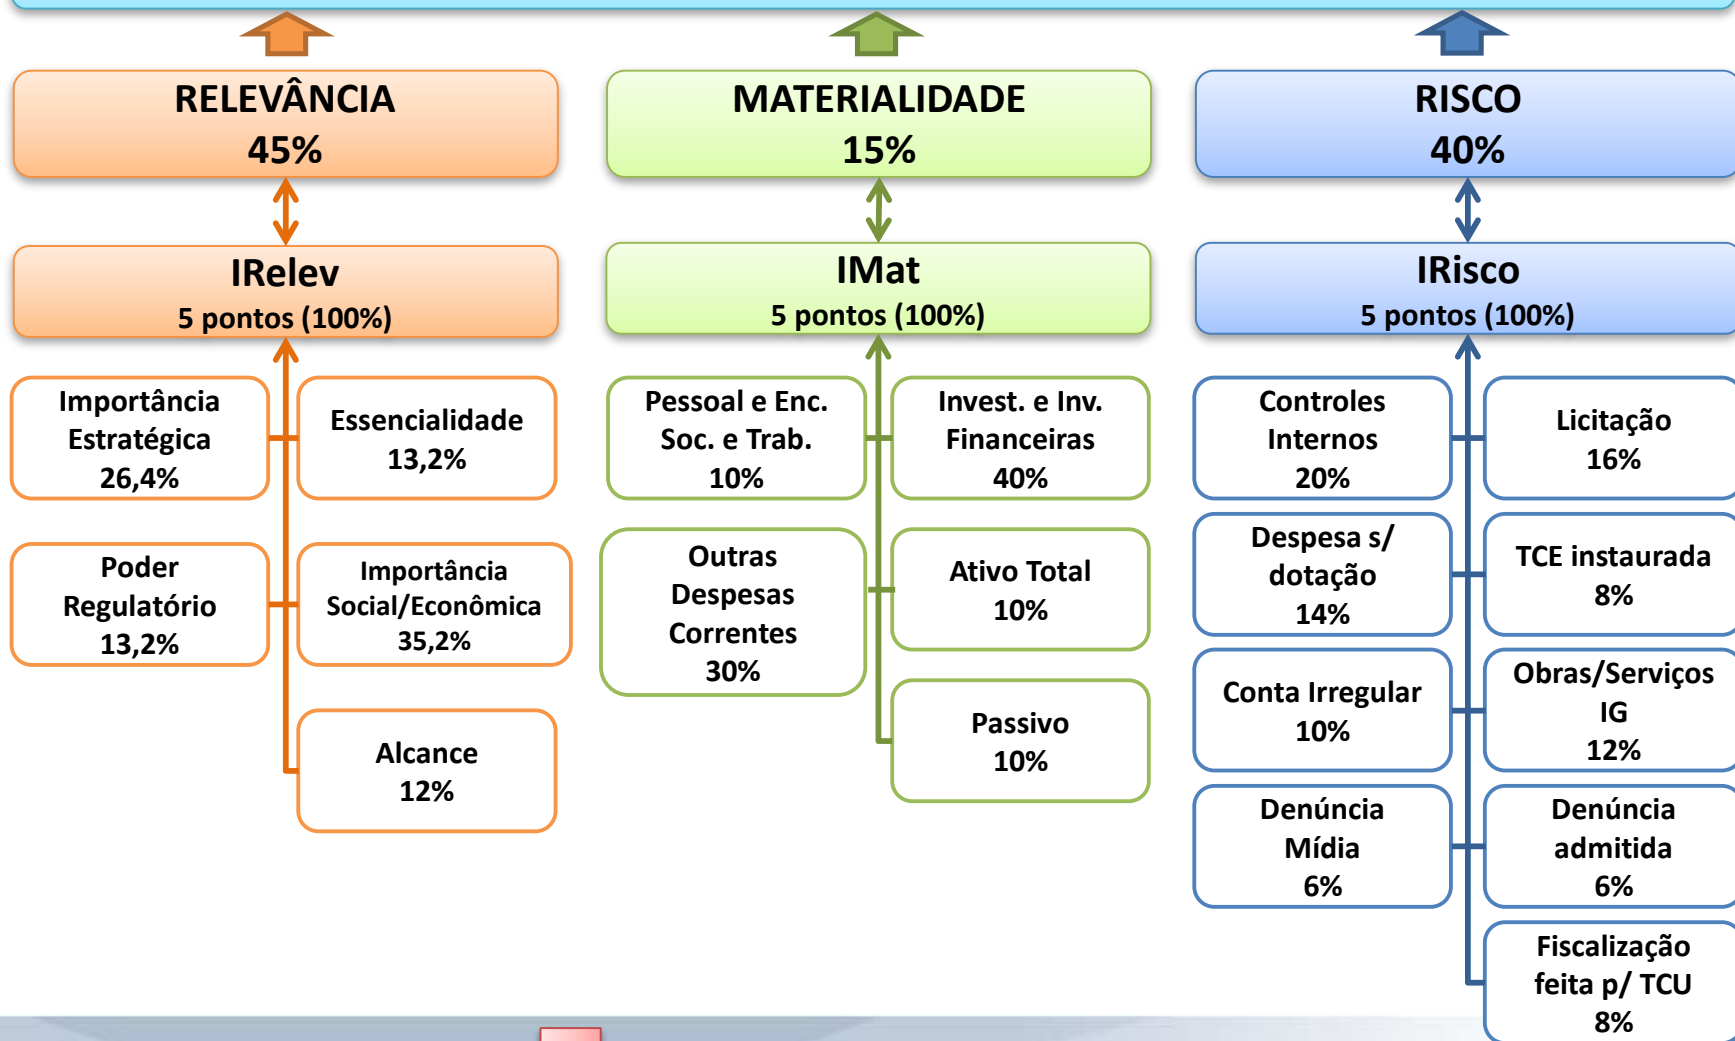 RELEVÂNCIA
45%
MATERIALIDADE
15%
RISCO
40%
IRelev
5 pontos (100%)
IMat
5 pontos (100%)
IRisco
5 pontos (100%)
Importância
Estratégica
26,4%
Essencialidade
13,2%
Poder
Regulatório
13,2%
Importância
Social/Econômica
35,2%
Alcance
12%
Pessoal e Enc.
Soc. e Trab.
10%
Invest. e Inv.
Financeiras
40%
Outras
Despesas
Correntes
30%
Ativo Total
10%
Passivo
10%
Controles
Internos
20%
Licitação
16%
Despesa s/
dotação
14%
TCE instaurada
8%
Conta Irregular
10%
Obras/Serviços
IG
12%
Denúncia
Mídia
6%
Denúncia
admitida
6%
Fiscalização
feita p/ TCU
8%